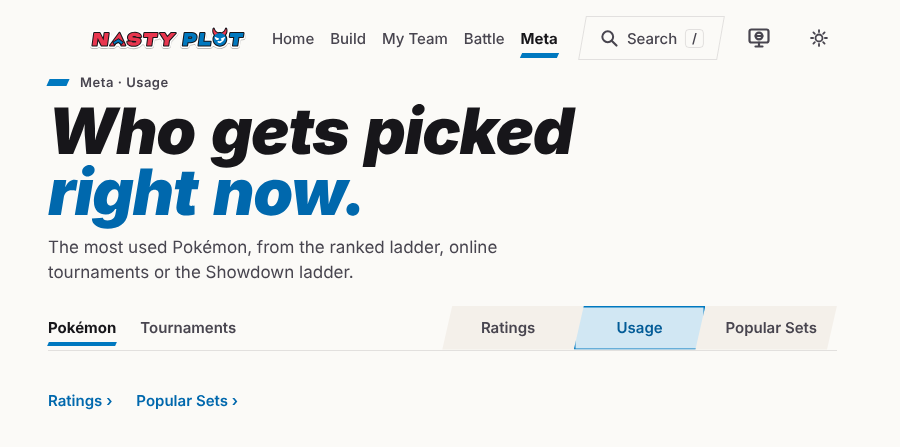 NASTY PLOT
Home Build My Team Battle Meta Search /
Meta · Usage
Who gets picked
right now.
The most used Pokémon, from the ranked ladder, online
tournaments or the Showdown ladder.
Pokémon Tournaments Ratings Usage Popular Sets
Ratings › Popular Sets ›